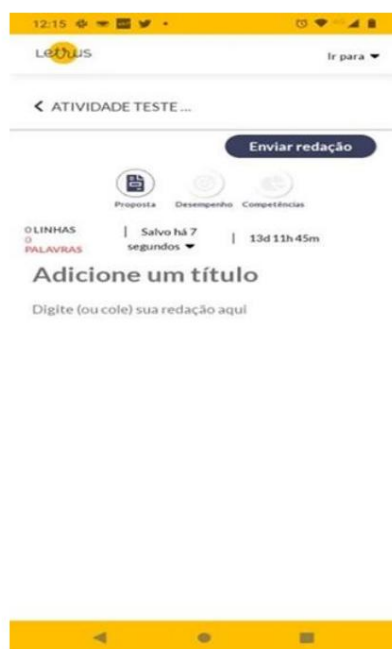 12:15
Letrus
Ir para
ATIVIDADE TESTE ...
Enviar redação
Proposta Desempenho Competências
0 LINHAS
0
PALAVRAS
Salvo há 7
segundos
13d 11h 45m
Adicione um título
Digite (ou cole) sua redação aqui